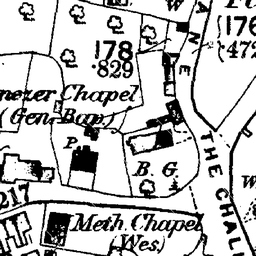 W
176
178
(472
.829
nezer Chapel
(Gen. Bap.)
P.
B. G.
217
W
Meth. Chapel
(Wes)
THE CHAL